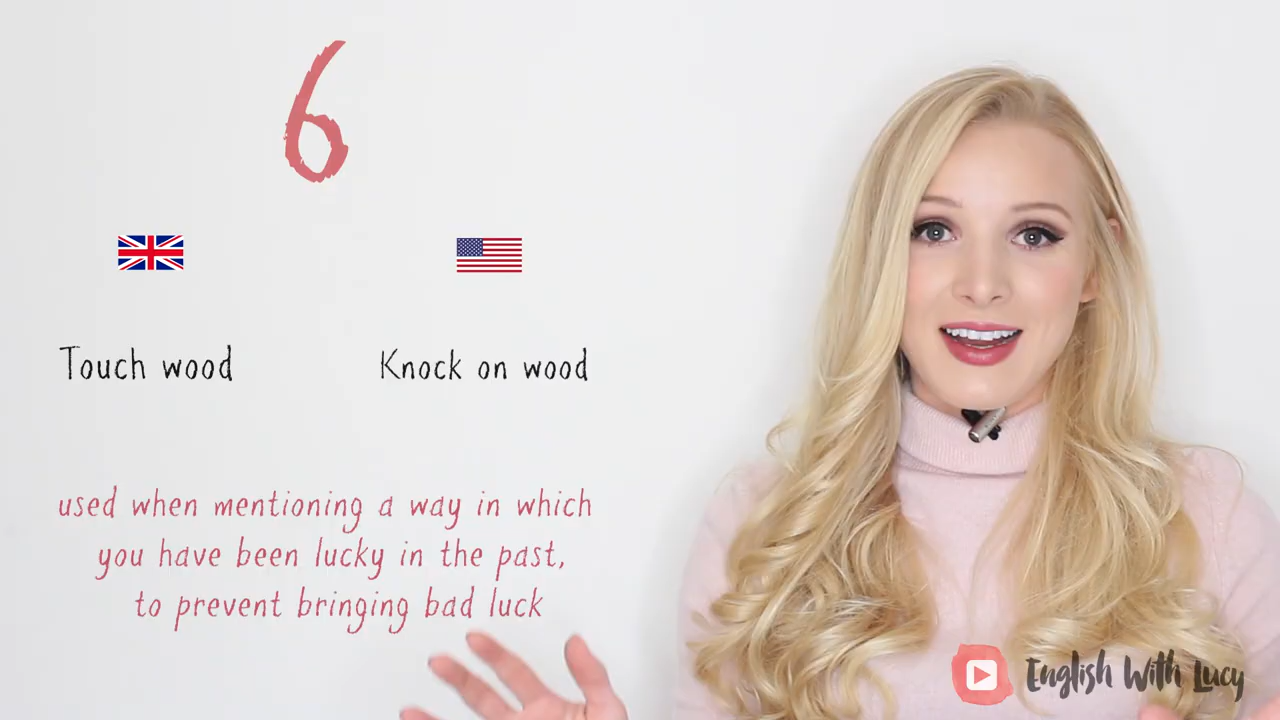 6
Touch wood
Knock on wood
used when mentioning a way in which
you have been lucky in the past,
to prevent bringing bad luck
English With Lucy